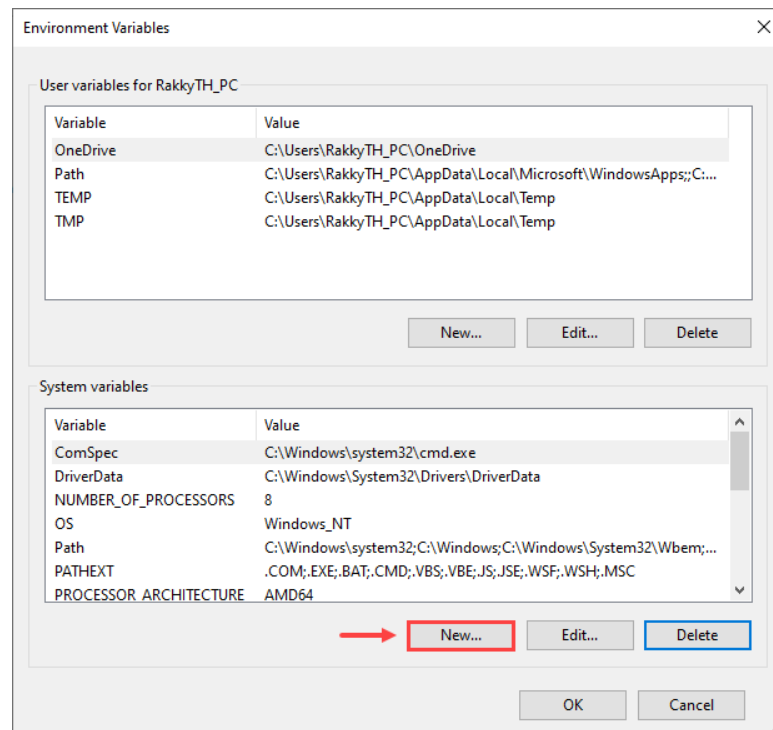 Environment Variables
User variables for RakkyTH_PC
Variable Value
OneDrive C:\Users\RakkyTH_PC\OneDrive
Path C:\Users\RakkyTH_PC\AppData\Local\Microsoft\WindowsApps;;C:...
TEMP C:\Users\RakkyTH_PC\AppData\Local\Temp
TMP C:\Users\RakkyTH_PC\AppData\Local\Temp
New... Edit... Delete
System variables
Variable Value
ComSpec C:\Windows\system32\cmd.exe
DriverData C:\Windows\System32\Drivers\DriverData
NUMBER_OF_PROCESSORS 8
OS Windows_NT
Path C:\Windows\system32;C:\Windows;C:\Windows\System32\Wbem;...
PATHEXT .COM;.EXE;.BAT;.CMD;.VBS;.VBE;.JS;.JSE;.WSF;.WSH;.MSC
PROCESSOR_ARCHITECTURE AMD64
New... Edit... Delete
OK Cancel